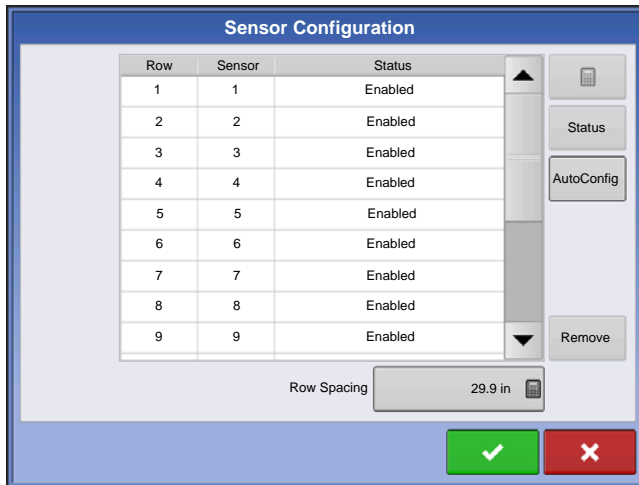 Sensor Configuration
Row Sensor Status
1 1 Enabled
2 2 Enabled
Status
3 3 Enabled
4 4 Enabled
AutoConfig
5 5 Enabled
6 6 Enabled
7 7 Enabled
8 8 Enabled
9 9 Enabled
Remove
Row Spacing 29.9 in